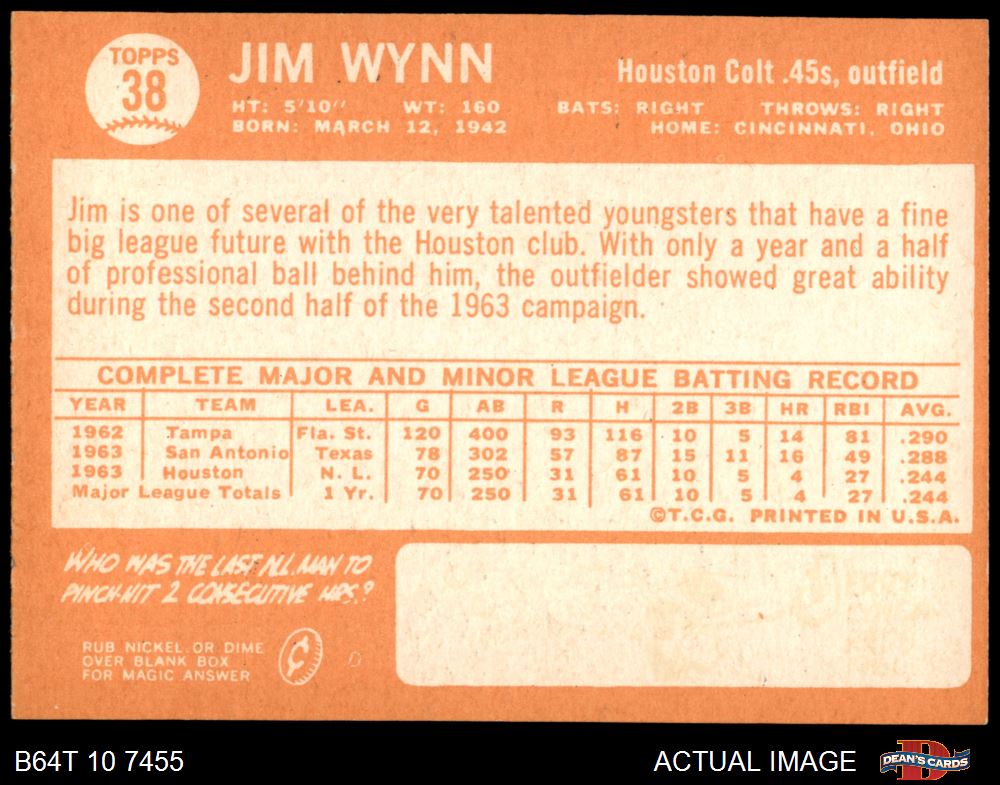 TOPPS
38
JIM WYNN
Houston Colt .45s, outfield
HT: 5'10'' WT: 160 BATS: RIGHT THROWS: RIGHT
BORN: MARCH 12, 1942 HOME: CINCINNATI, OHIO
Jim is one of several of the very talented youngsters that have a fine
big league future with the Houston club. With only a year and a half
of professional ball behind him, the outfielder showed great ability
during the second half of the 1963 campaign.
COMPLETE MAJOR AND MINOR LEAGUE BATTING RECORD
YEAR TEAM LEA. G AB R H 2B 3B HR RBI AVG.
1962 Tampa Fla. St. 120 400 93 116 10 5 14 81 .290
1963 San Antonio Texas 78 302 57 87 15 11 16 49 .288
1963 Houston N. L. 70 250 31 61 10 5 4 27 .244
Major League Totals 1 Yr. 70 250 31 61 10 5 4 27 .244
©T.C.G. PRINTED IN U.S.A.
WHO WAS THE LAST N.L. MAN TO
PINCH-HIT 2 CONSECUTIVE HRS.?
RUB NICKEL OR DIME
OVER BLANK BOX
FOR MAGIC ANSWER
¢
B64T 10 7455
ACTUAL IMAGE
D
DEAN'S CARDS